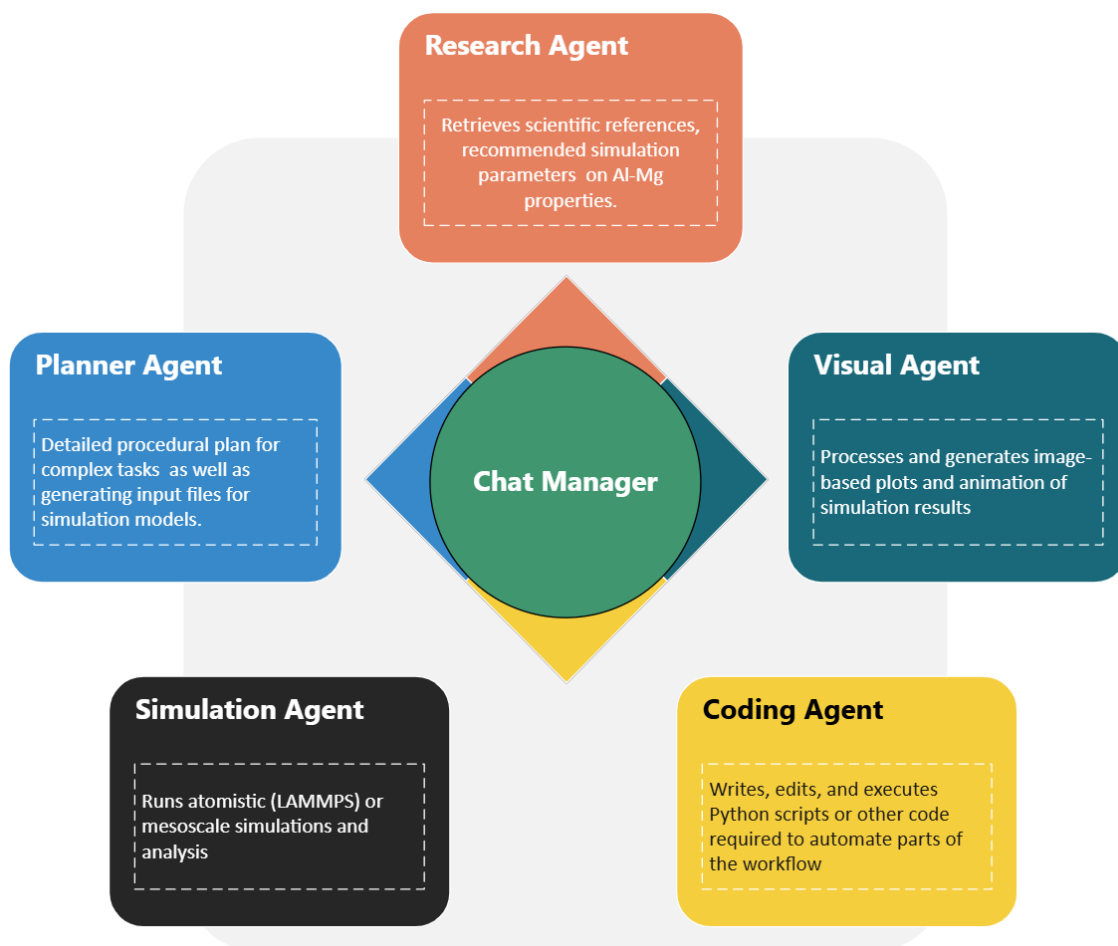 Research Agent
Retrieves scientific references,
recommended simulation
parameters on Al-Mg
properties.
Planner Agent
Detailed procedural plan for
complex tasks as well as
generating input files for
simulation models.
Chat Manager
Visual Agent
Processes and generates image-
based plots and animation of
simulation results
Simulation Agent
Runs atomistic (LAMMPS) or
mesoscale simulations and
analysis
Coding Agent
Writes, edits, and executes
Python scripts or other code
required to automate parts of
the workflow